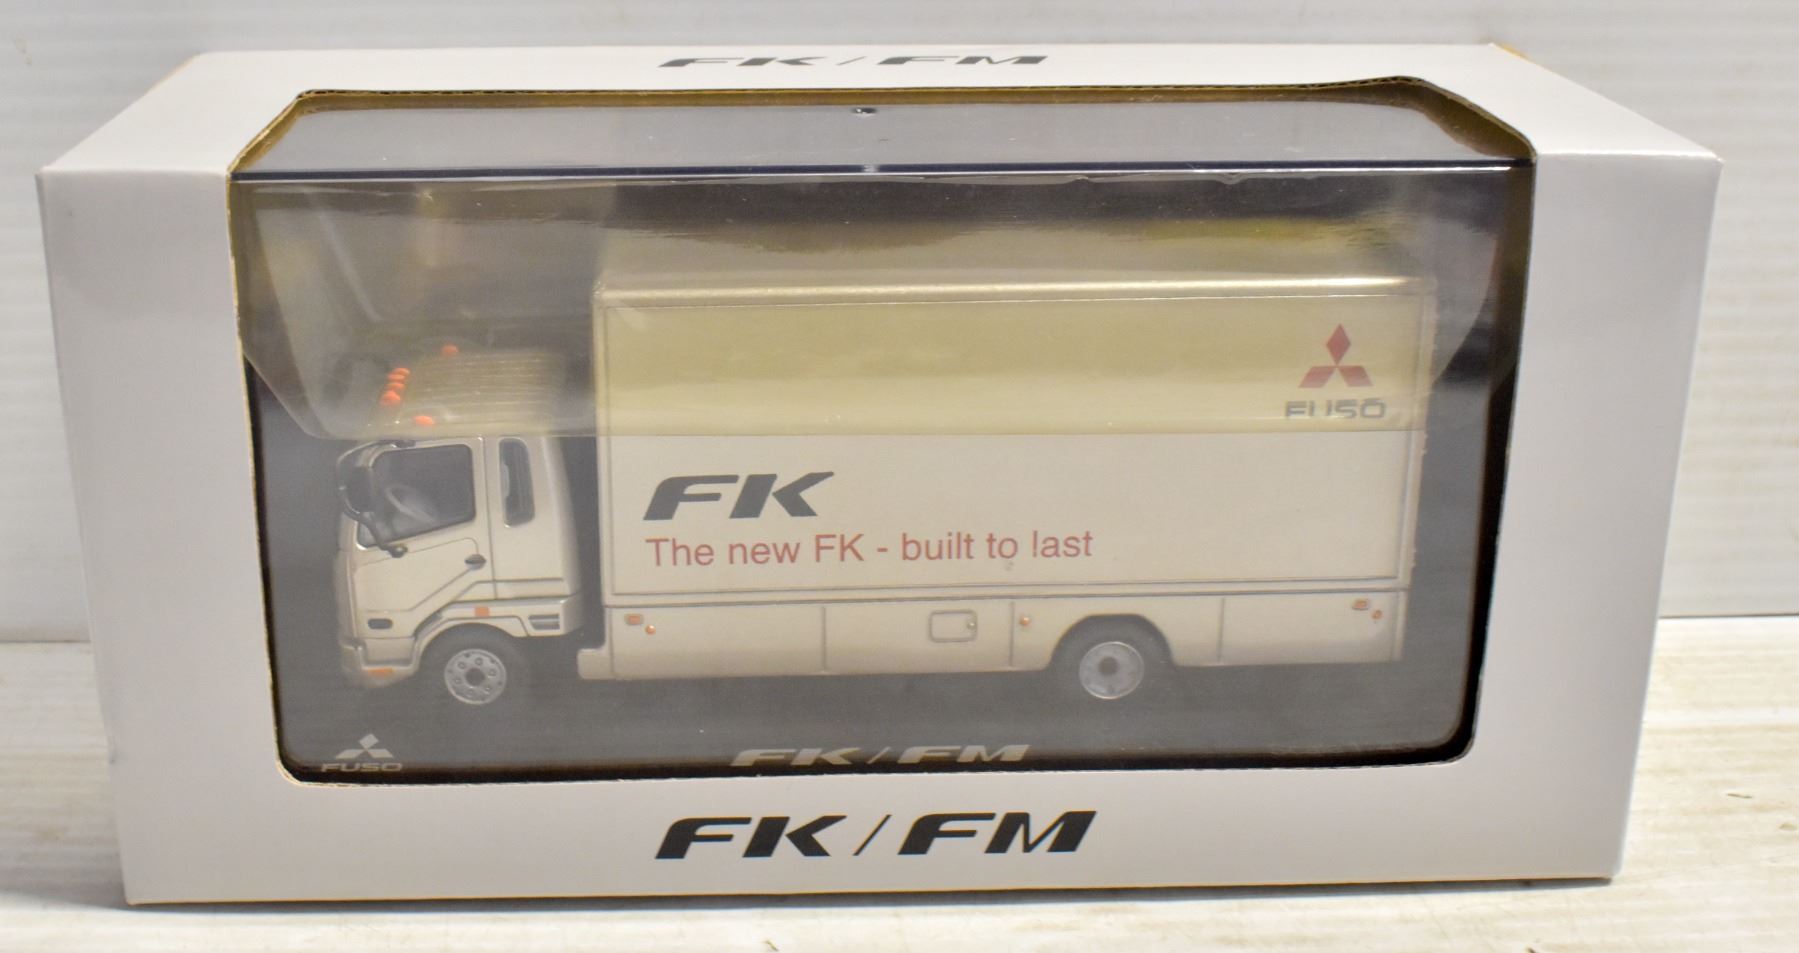 FK / FM
FUSO
FK
The new FK - built to last
FUSO
FK / FM
FK / FM